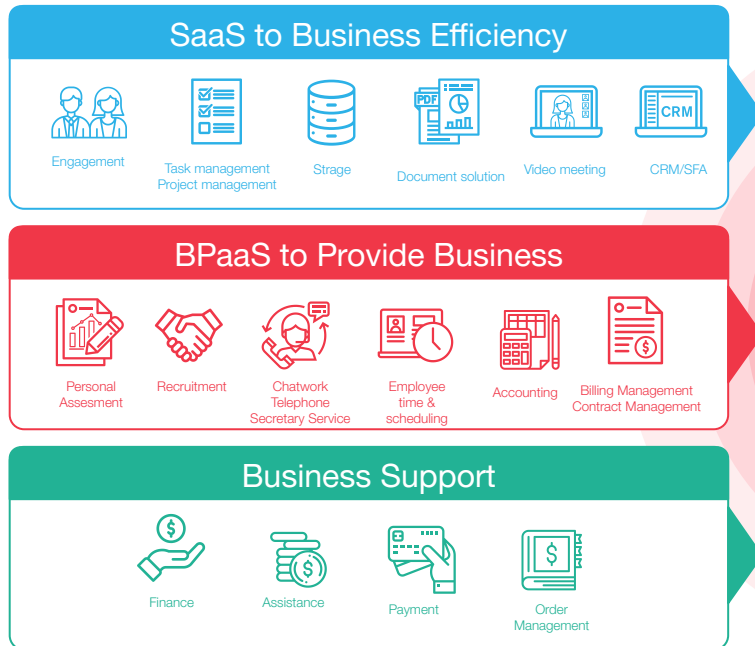 SaaS to Business Efficiency
PDF
CRM
Engagement
Task management
Project management
Strage
Document solution
Video meeting
CRM/SFA
BPaaS to Provide Business
Personal
Assesment
Recruitment
Chatwork
Telephone
Secretary Service
Employee
time &
scheduling
Accounting
Billing Management
Contract Management
Business Support
Finance
Assistance
Payment
Order
Management